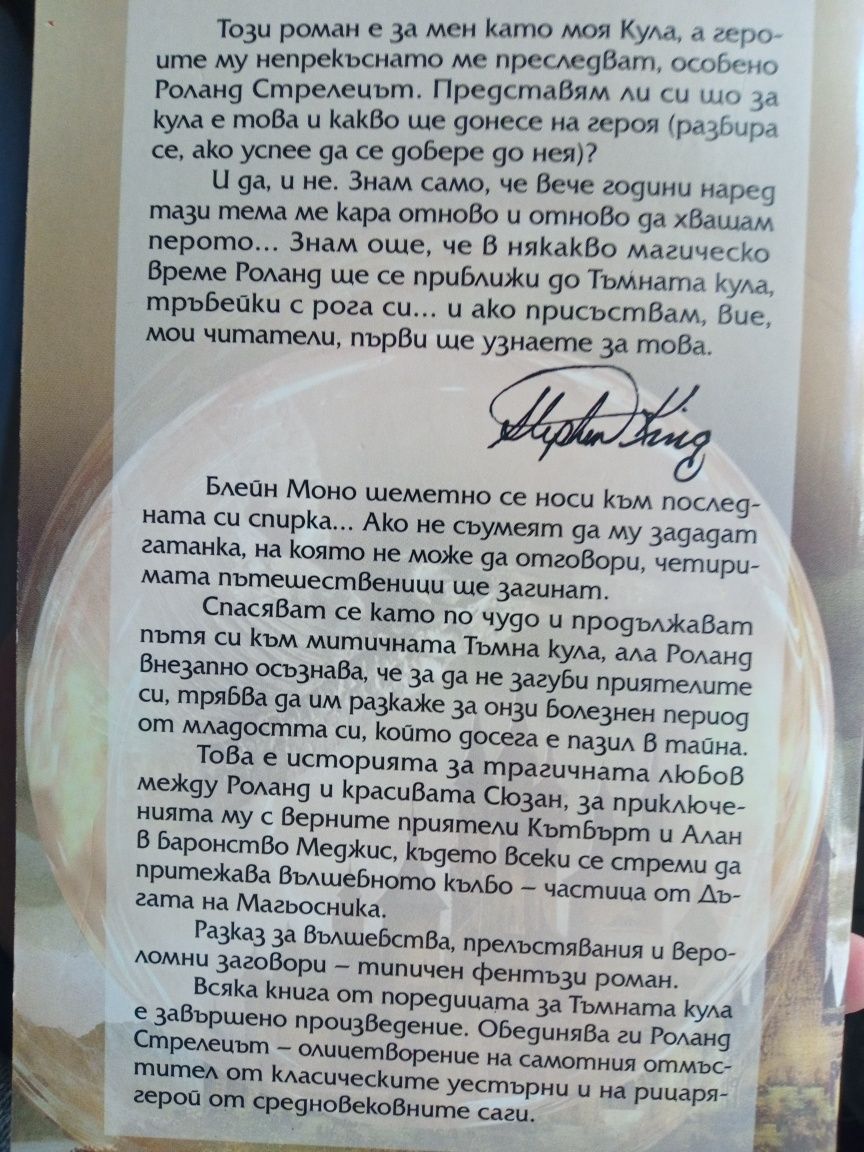 Този роман е за мен като моя Кула, а геро-
ите му непрекъснато ме преследват, особено
Роланд Стрелецът. Представям ли си що за
кула е това и какво ще донесе на героя (разбира
се, ако успее да се добере до нея)?
И да, и не. Знам само, че вече години наред
тази тема ме кара отново и отново да хващам
перото... Знам още, че в някакво магическо
време Роланд ще се приближи до Тъмната кула,
тръбейки с рога си... и ако присъствам, вие,
мои читатели, първи ще узнаете за това.
Stephen King
Блейн Моно шеметно се носи към послед-
ната си спирка... Ако не съумеят да му зададат
гатанка, на която не може да отговори, четири-
мата пътешественици ще загинат.
Спасяват се като по чудо и продължават
пътя си към митичната Тъмна кула, ала Роланд
внезапно осъзнава, че за да не загуби приятелите
си, трябва да им разкаже за онзи болезнен период
от младостта си, който досега е пазил в тайна.
Това е историята за трагичната любов
между Роланд и красивата Сюзан, за приключе-
нията му с верните приятели Кътбърт и Алан
в баронство Меджис, където всеки се стреми да
притежава вълшебното кълбо – частица от Дъ-
гата на Магьосника.
Разказ за вълшебства, прелъстявания и веро-
ломни заговори – типичен фентъзи роман.
Всяка книга от поредицата за Тъмната кула
е завършено произведение. Обединява ги Роланд
Стрелецът – олицетворение на самотния отмъс-
тител от класическите уестърни и на рицаря-
герой от средновековните саги.